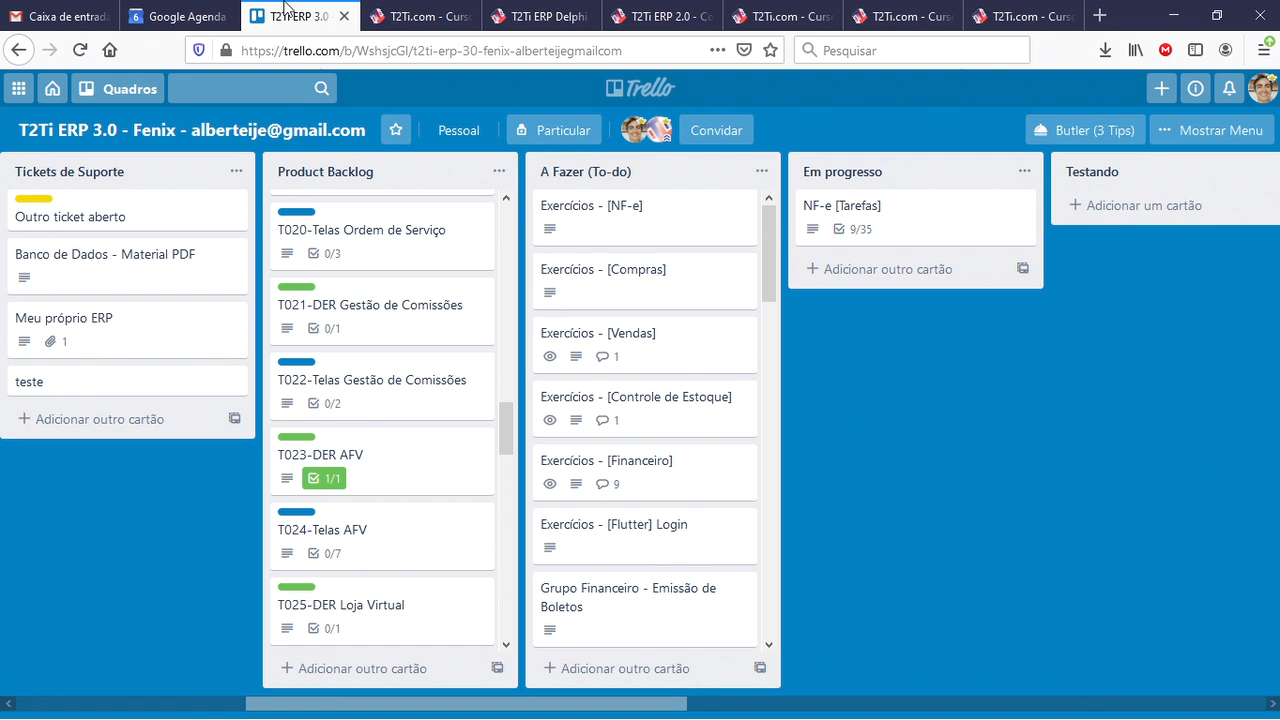 Caixa de entrada
Google Agenda
T2Ti ERP 3.0
T2Ti.com - Curso
T2Ti ERP Delphi
T2Ti ERP 2.0 - Co
T2Ti.com - Curso
T2Ti.com - Curso
T2Ti.com - Curso
https://trello.com/b/WshsjcGl/t2ti-erp-30-fenix-alberteijegmailcom
Pesquisar
Quadros
Trello
T2Ti ERP 3.0 - Fenix - alberteije@gmail.com
Pessoal
Particular
Convidar
Butler (3 Tips)
Mostrar Menu
Tickets de Suporte
Outro ticket aberto
Banco de Dados - Material PDF
Meu próprio ERP
1
teste
Adicionar outro cartão
Product Backlog
T020-Telas Ordem de Serviço
0/3
T021-DER Gestão de Comissões
0/1
T022-Telas Gestão de Comissões
0/2
T023-DER AFV
1/1
T024-Telas AFV
0/7
T025-DER Loja Virtual
0/1
Adicionar outro cartão
A Fazer (To-do)
Exercícios - [NF-e]
Exercícios - [Compras]
Exercícios - [Vendas]
1
Exercícios - [Controle de Estoque]
1
Exercícios - [Financeiro]
9
Exercícios - [Flutter] Login
Grupo Financeiro - Emissão de
Boletos
Adicionar outro cartão
Em progresso
NF-e [Tarefas]
9/35
Adicionar outro cartão
Testando
Adicionar um cartão